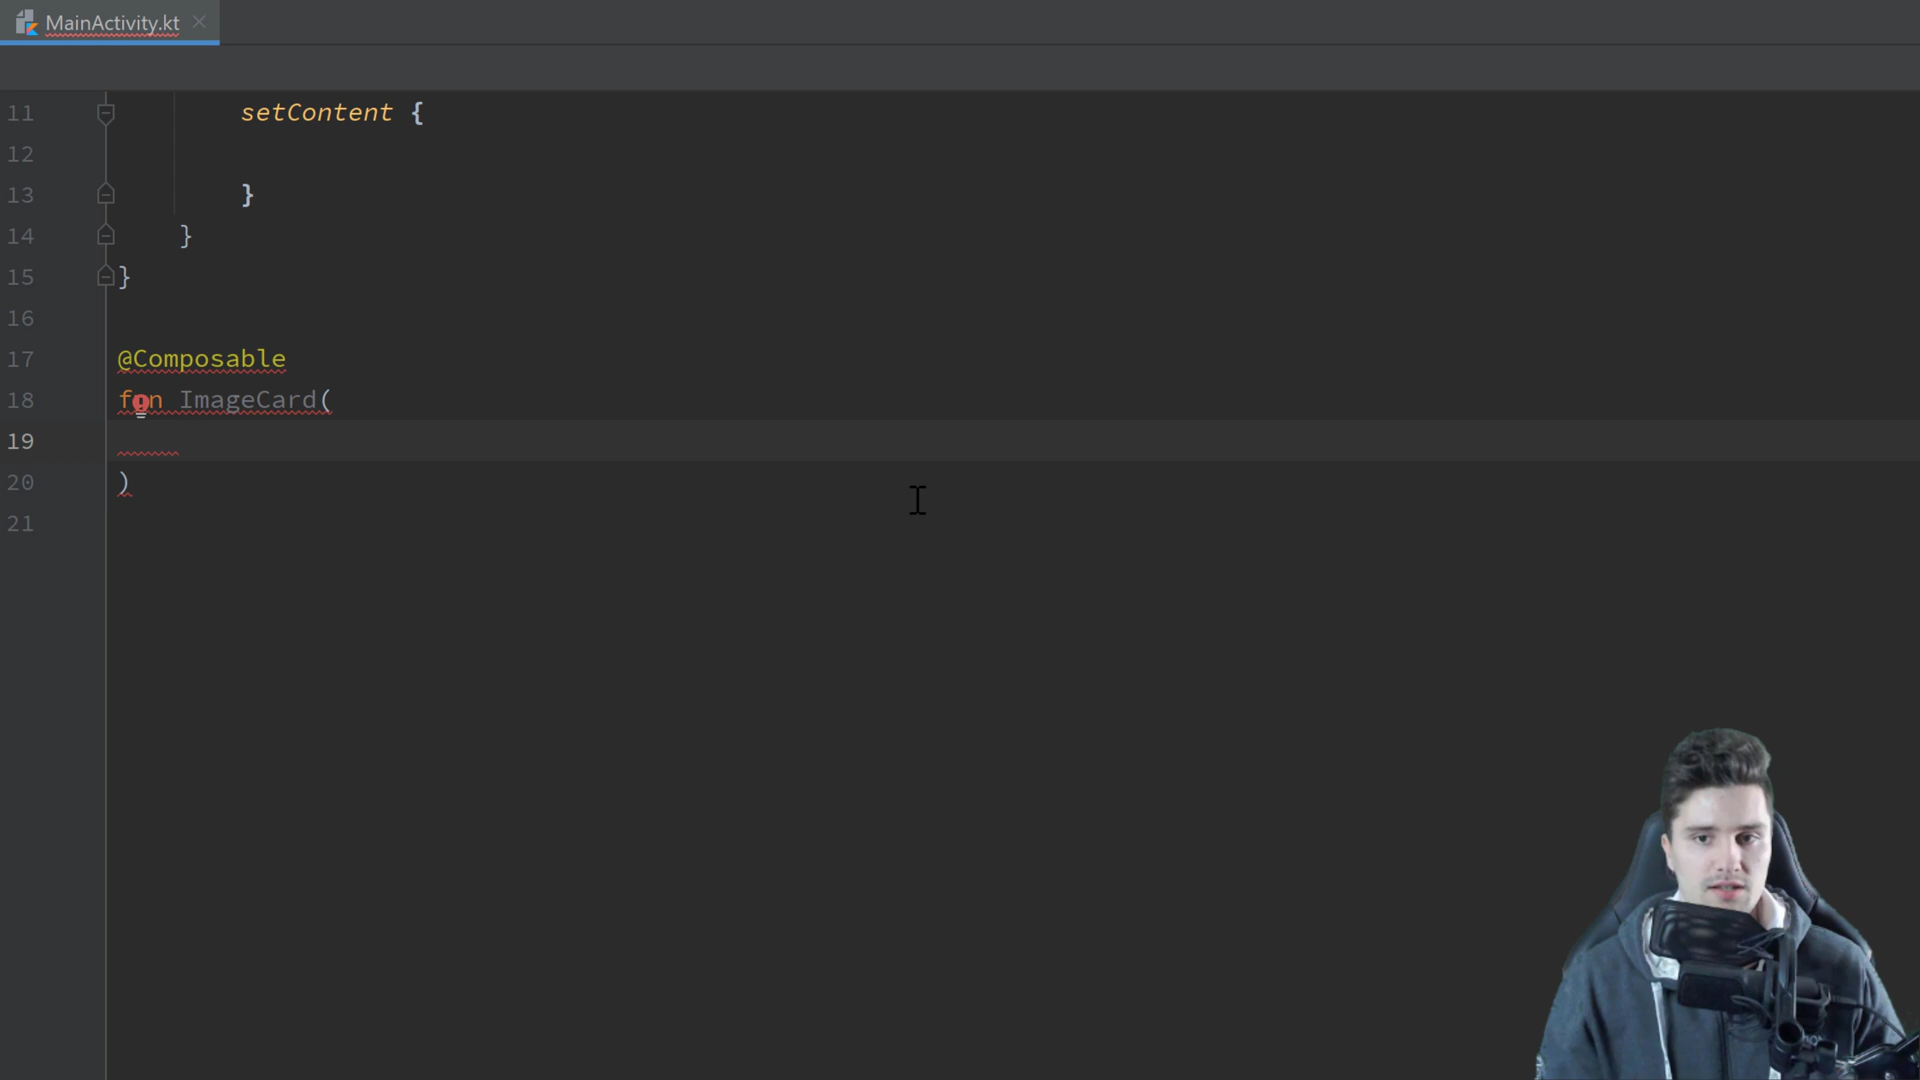 MainActivity.kt
11 setContent {
12
13 }
14 }
15 }
16
17 @Composable
18 fun ImageCard(
19
20 )
21